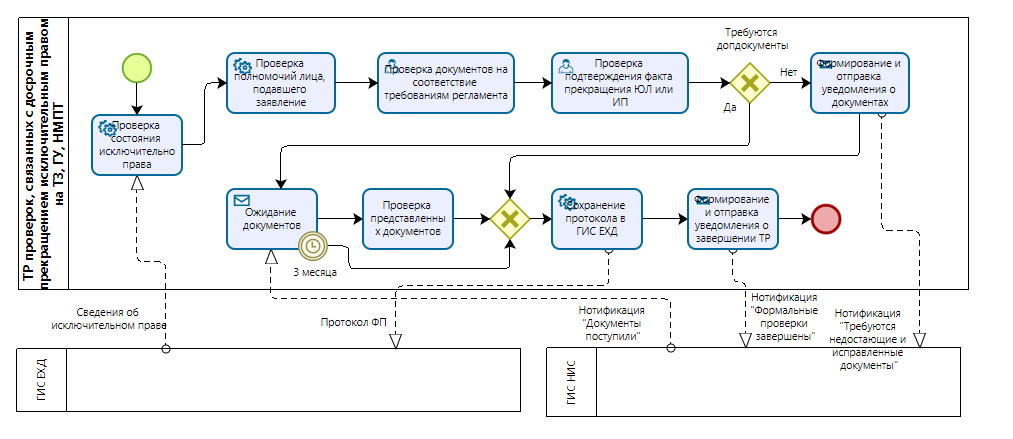 ТР проверок, связанных с досрочным
прекращением исключительным правом
на ТЗ, ГУ, НМПТ
Проверка
состояния
исключительно
права
Проверка
полномочий лица,
подавшего
заявление
Проверка документов на
соответствие
требованиям регламента
Проверка
подтверждения факта
прекращения ЮЛ или
ИП
Требуются
допдокументы
Нет
Да
Формирование и
отправка
уведомления о
документах
Ожидание
документов
3 месяца
Проверка
представленны
х документов
Сохранение
протокола в
ГИС ЕХД
Формирование
и отправка
уведомления о
завершении ТР
Сведения об
исключительном праве
Протокол ФП
Нотификация
"Документы
поступили"
Нотификация
"Формальные
проверки
завершены"
Нотификация
"Требуются
недостающие и
исправленные
документы"
ГИС ЕХД
ГИС НИС